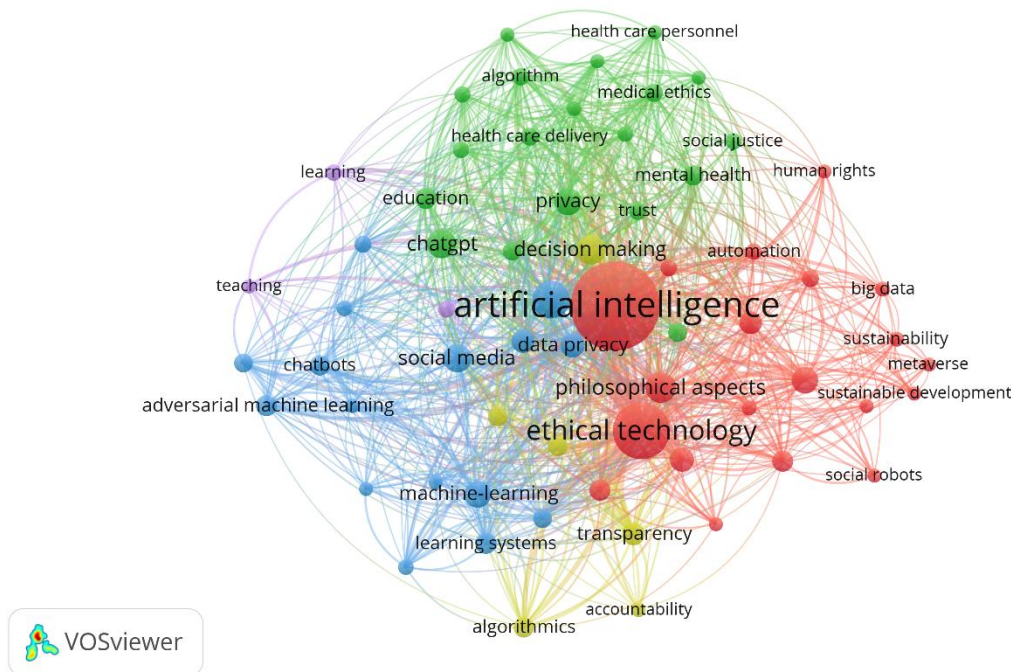 health care personnel
algorithm
medical ethics
health care delivery
social justice
learning
human rights
mental health
education
privacy
trust
chatgpt
decision making
automation
teaching
big data
artificial intelligence
sustainability
data privacy
social media
metaverse
chatbots
philosophical aspects
sustainable development
adversarial machine learning
ethical technology
social robots
machine-learning
transparency
learning systems
accountability
algorithmics
VOSviewer